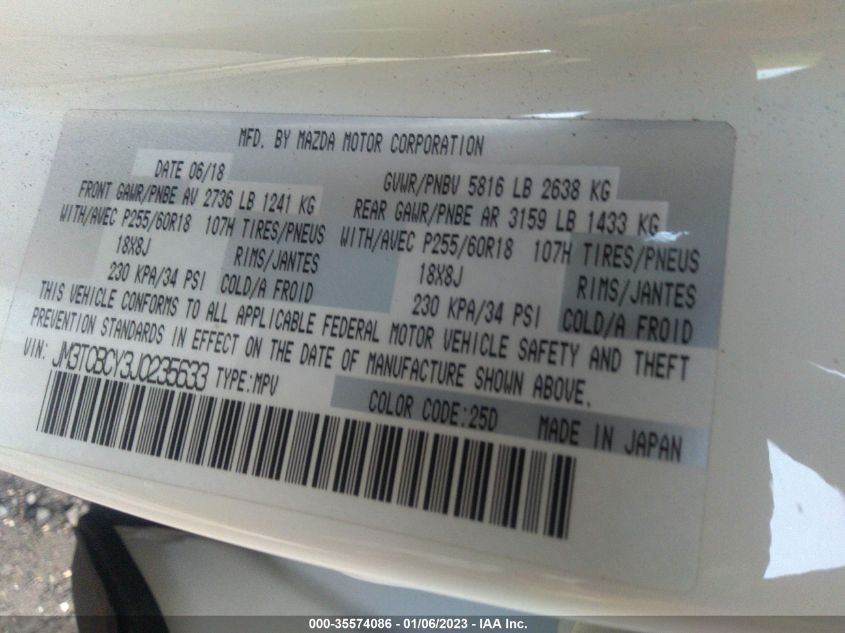 MFD. BY MAZDA MOTOR CORPORATION
DATE 06/18 GVWR/PNBV 5816 LB 2638 KG
FRONT GAWR/PNBE AV 2736 LB 1241 KG REAR GAWR/PNBE AR 3159 LB 1433 KG
WITH/AVEC P255/60R18 107H TIRES/PNEUS WITH/AVEC P255/60R18 107H TIRES/PNEUS
18X8J RIMS/JANTES 18X8J RIMS/JANTES
230 KPA/34 PSI COLD/A FROID 230 KPA/34 PSI COLD/A FROID
THIS VEHICLE CONFORMS TO ALL APPLICABLE FEDERAL MOTOR VEHICLE SAFETY AND THEFT
PREVENTION STANDARDS IN EFFECT ON THE DATE OF MANUFACTURE SHOWN ABOVE.
VIN: JM3TCBCY3J0235633 TYPE:MPV
COLOR CODE:25D MADE IN JAPAN
000-35574086 - 01/06/2023 - IAA Inc.